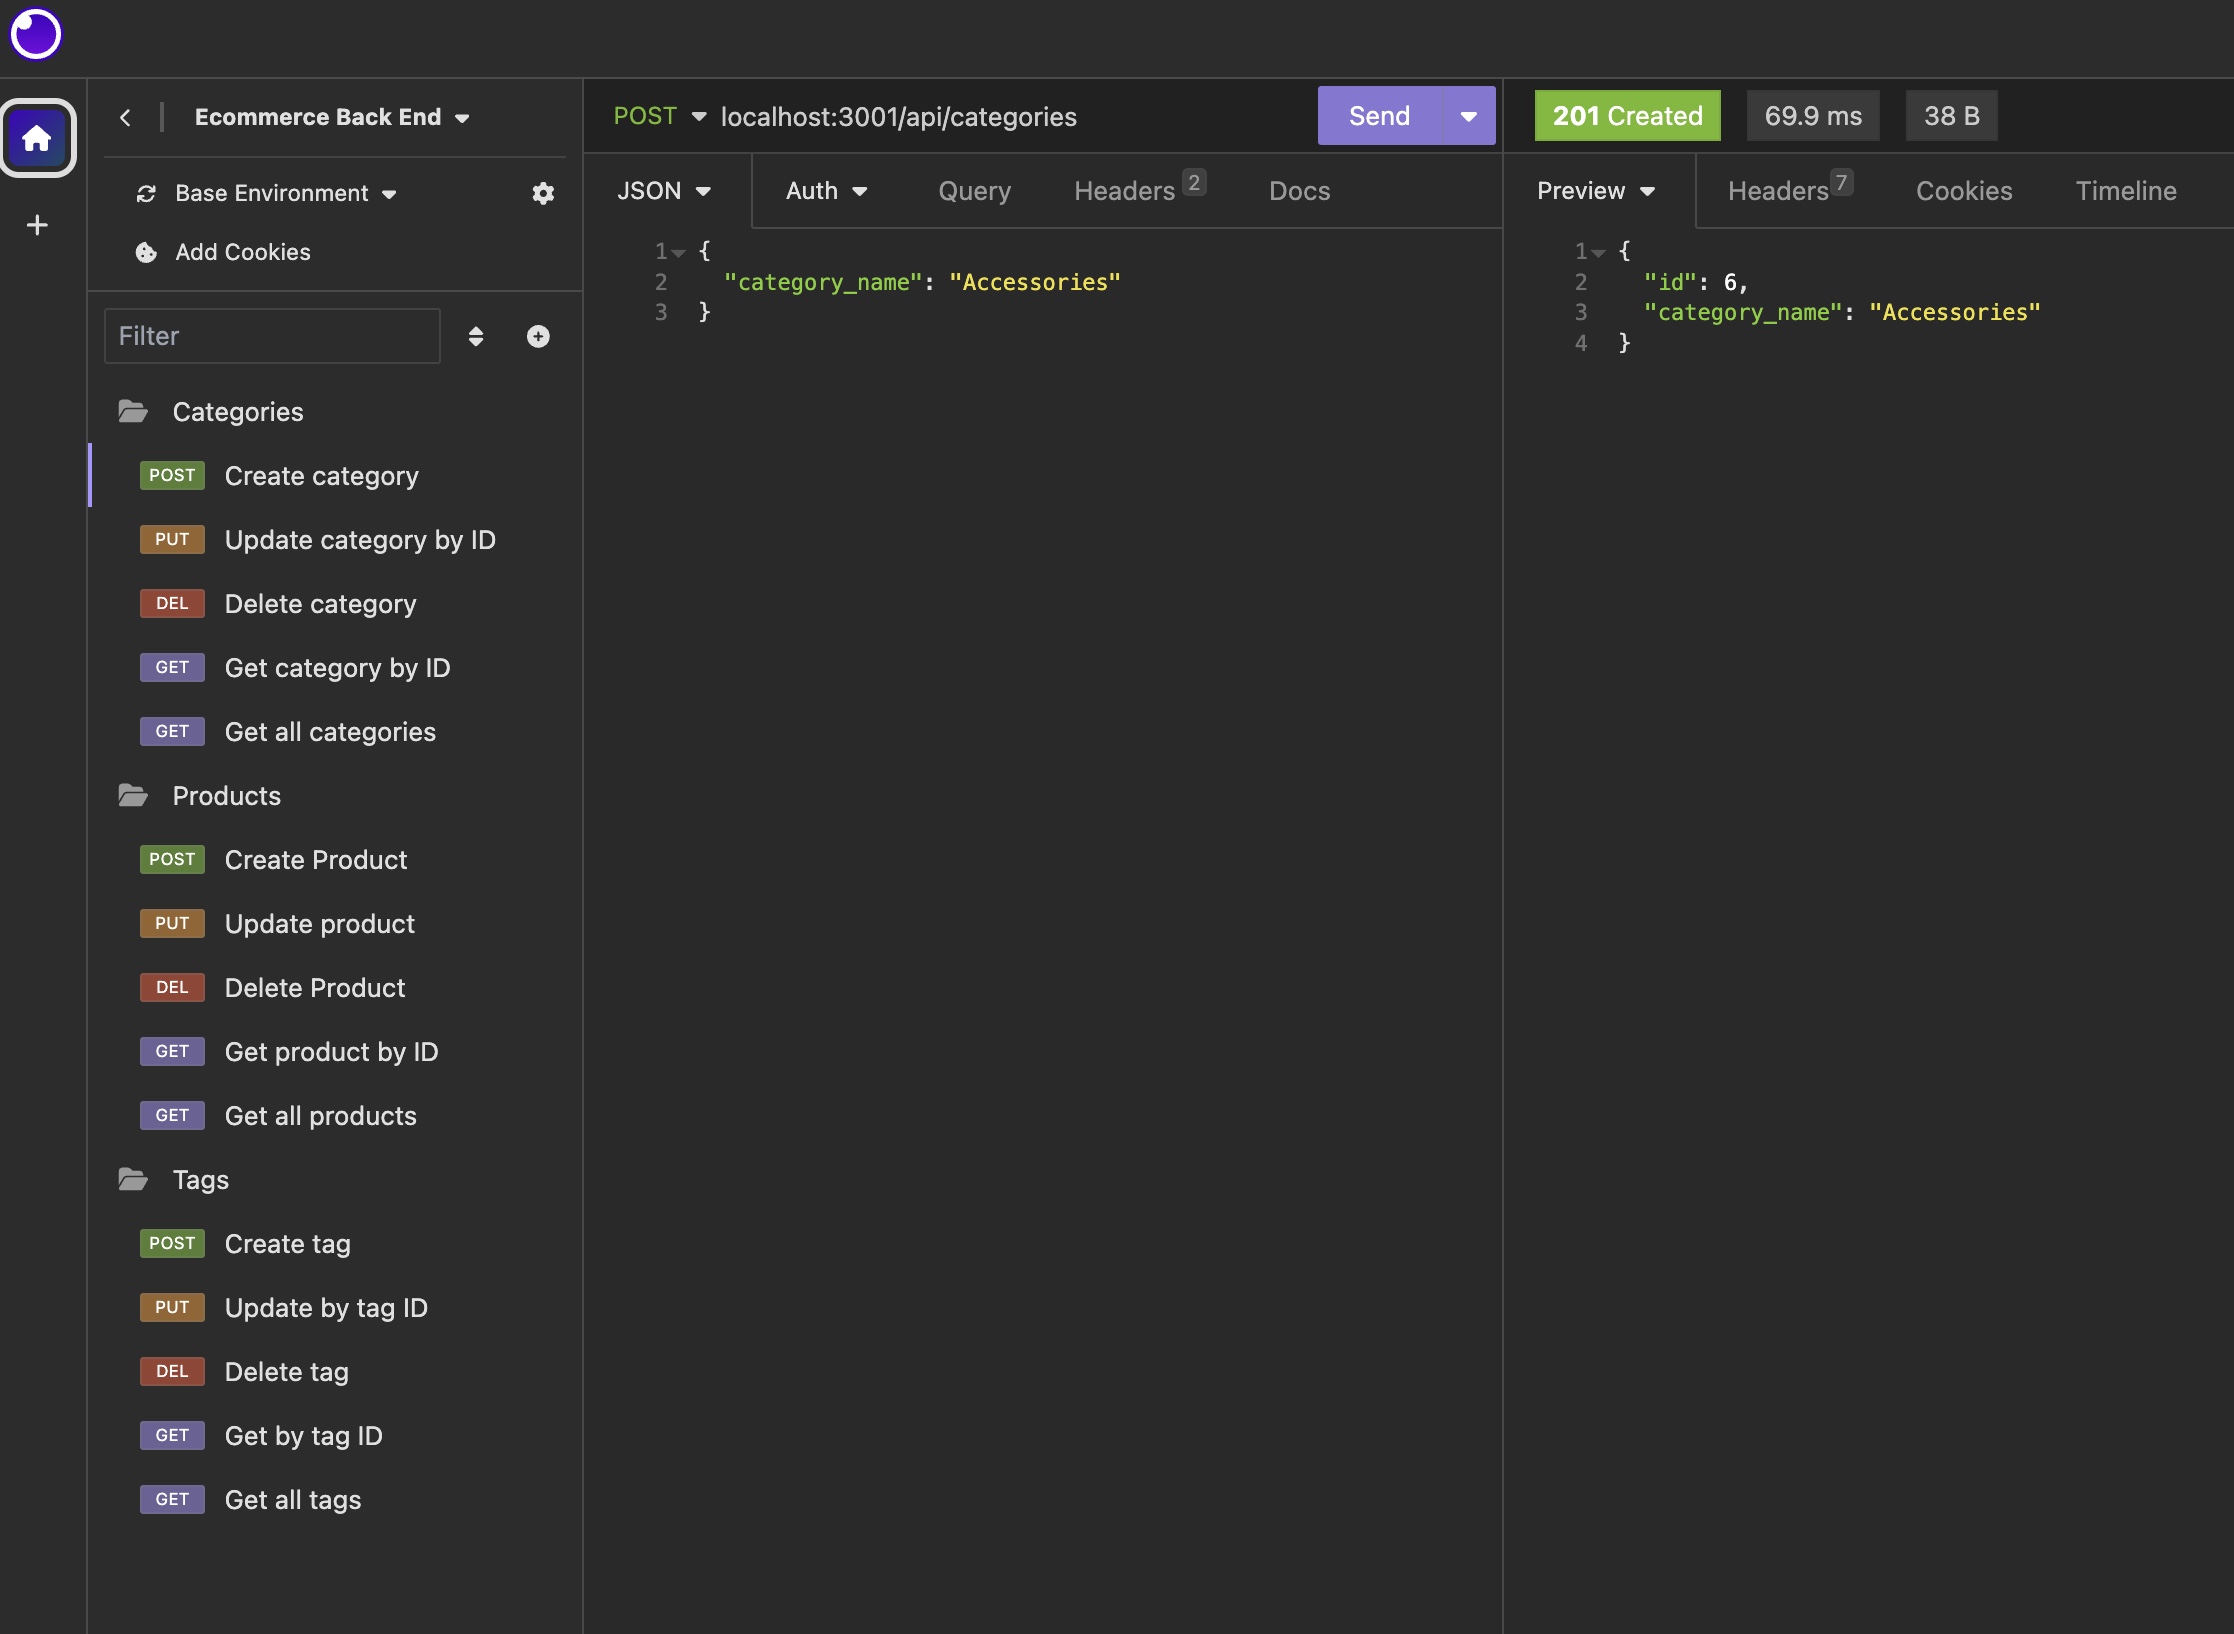 Ecommerce Back End
Base Environment
Add Cookies
Filter
Categories
POST Create category
PUT Update category by ID
DEL Delete category
GET Get category by ID
GET Get all categories
Products
POST Create Product
PUT Update product
DEL Delete Product
GET Get product by ID
GET Get all products
Tags
POST Create tag
PUT Update by tag ID
DEL Delete tag
GET Get by tag ID
GET Get all tags
POST localhost:3001/api/categories Send
JSON Auth Query Headers 2 Docs
1 {
2 "category_name": "Accessories"
3 }
201 Created 69.9 ms 38 B
Preview Headers 7 Cookies Timeline
1 {
2 "id": 6,
3 "category_name": "Accessories"
4 }